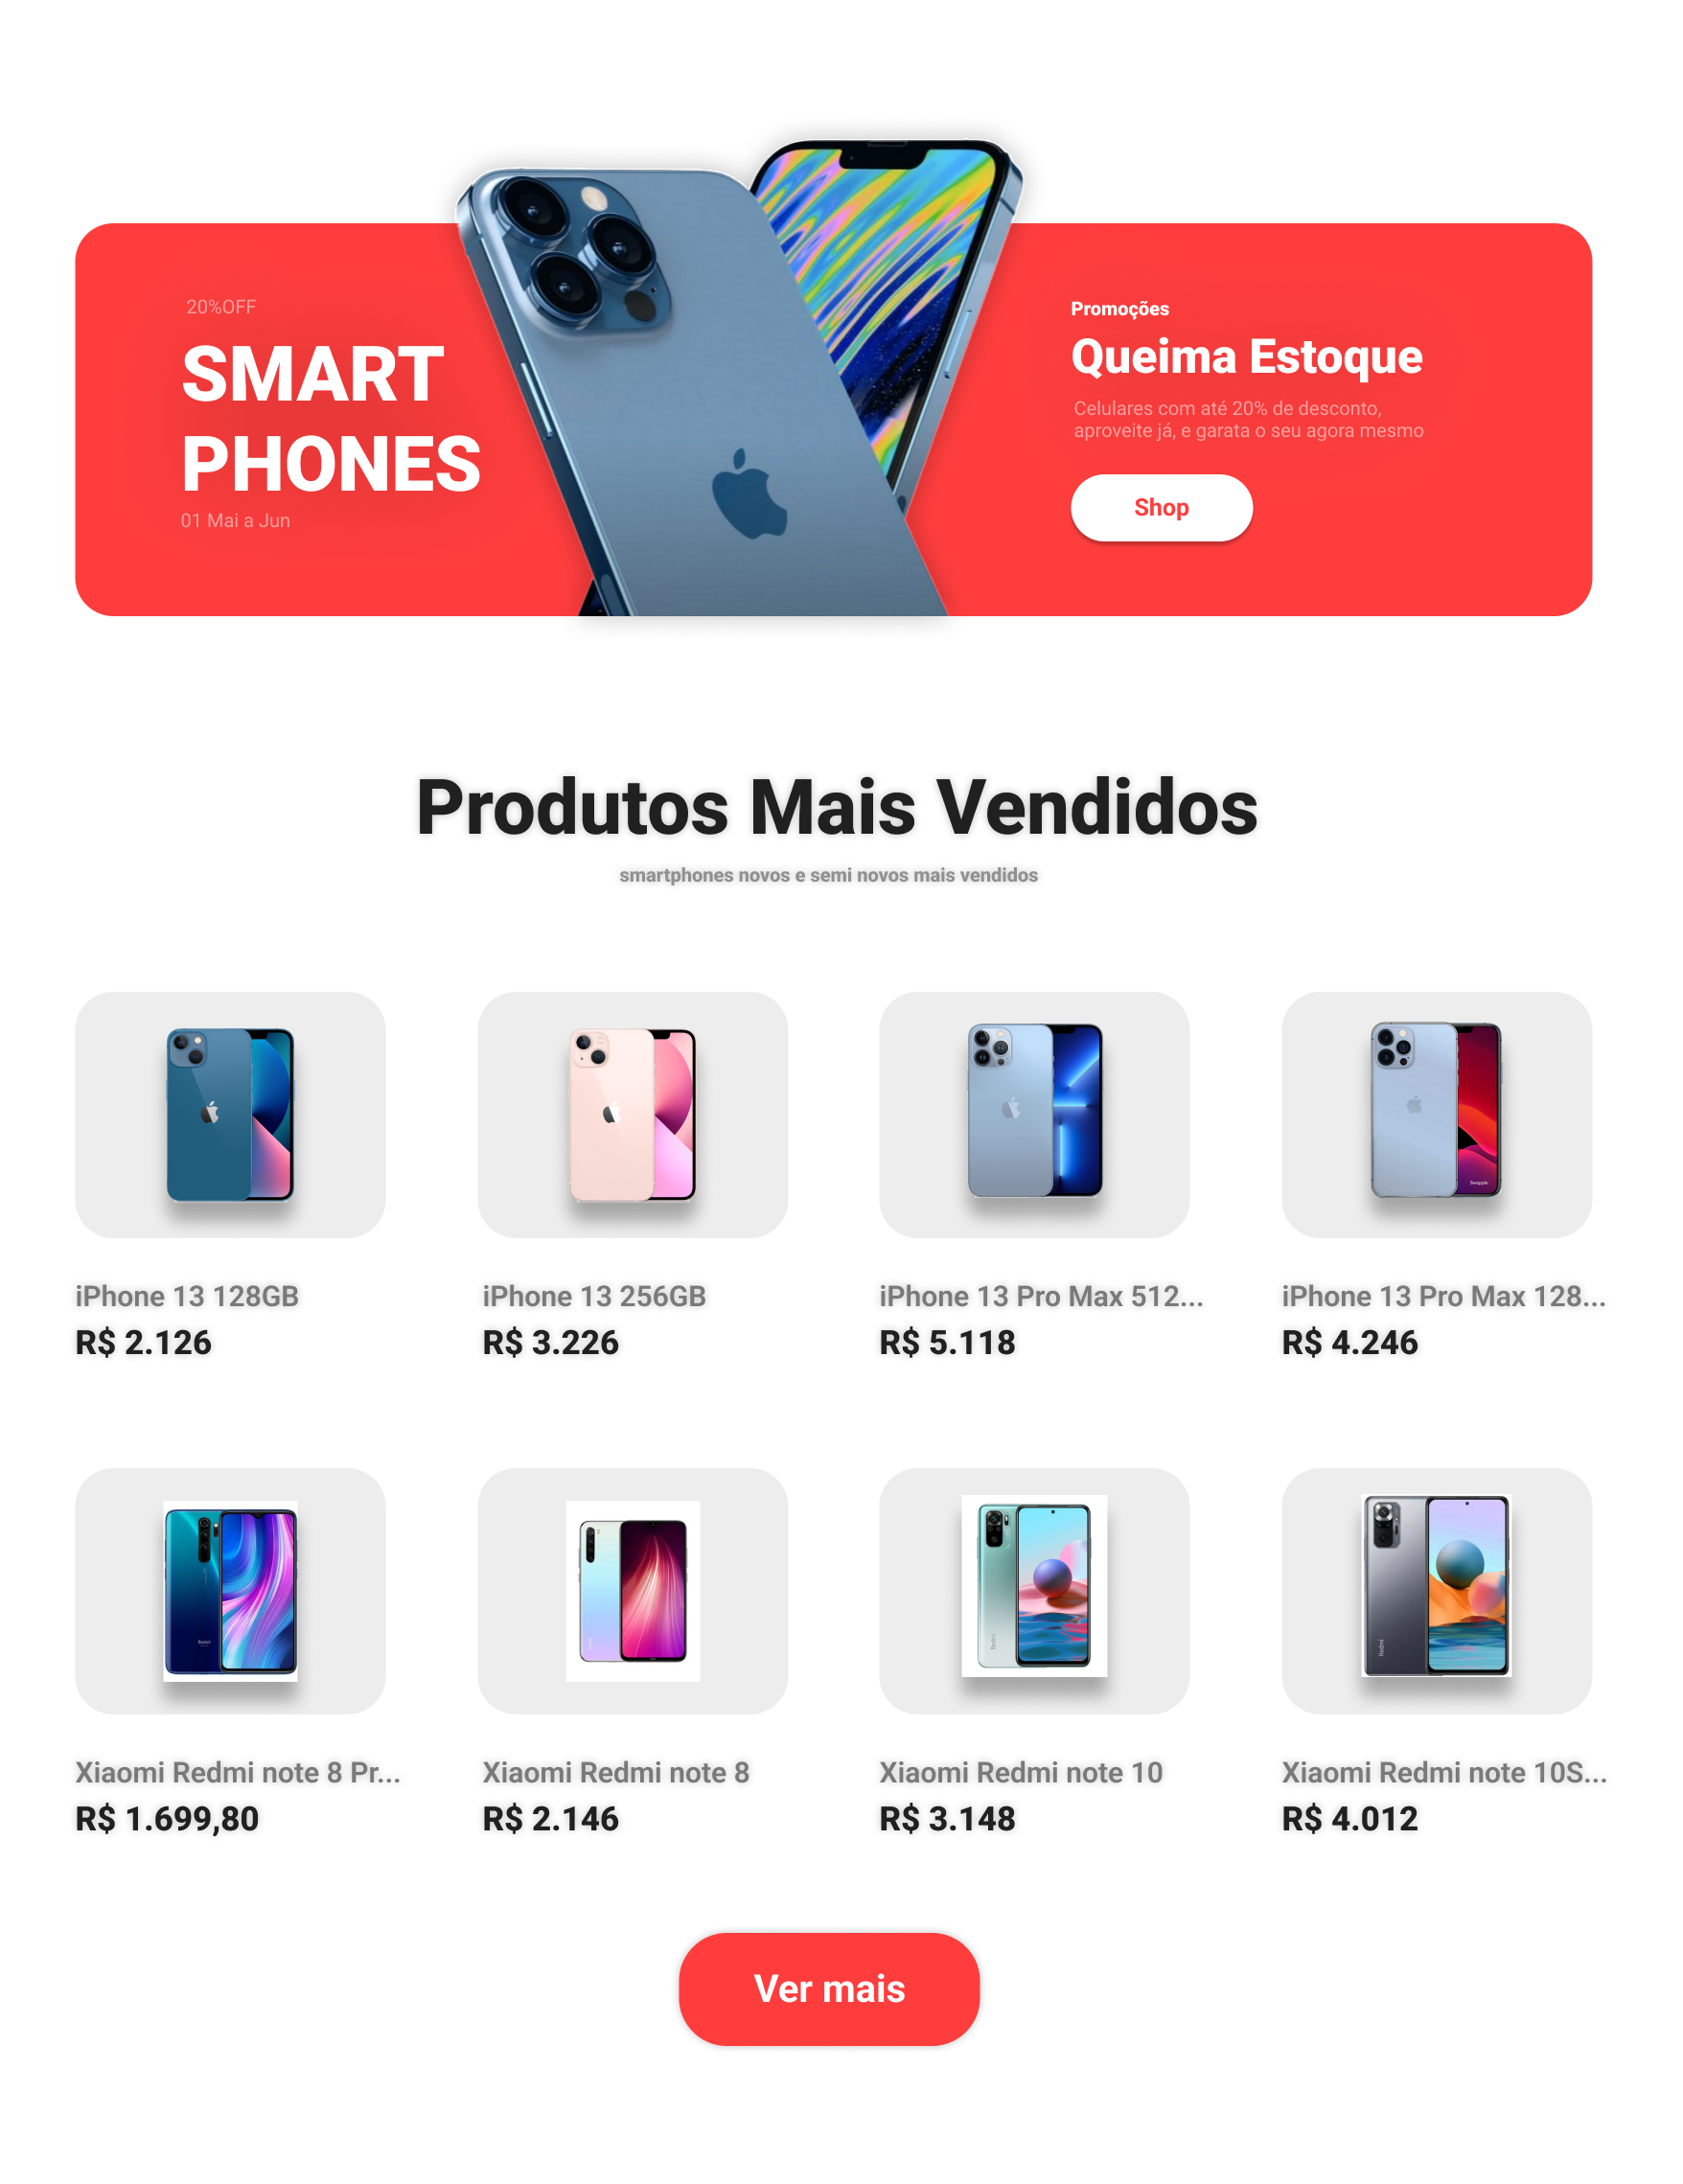 20%OFF
SMART
PHONES
01 Mai a Jun
Promoções
Queima Estoque
Celulares com até 20% de desconto,
aproveite já, e garata o seu agora mesmo
Shop
Produtos Mais Vendidos
smartphones novos e semi novos mais vendidos
iPhone 13 128GB
R$ 2.126
iPhone 13 256GB
R$ 3.226
iPhone 13 Pro Max 512...
R$ 5.118
iPhone 13 Pro Max 128...
R$ 4.246
Redmi
Redmi
Redmi
Xiaomi Redmi note 8 Pr...
R$ 1.699,80
Xiaomi Redmi note 8
R$ 2.146
Xiaomi Redmi note 10
R$ 3.148
Xiaomi Redmi note 10S...
R$ 4.012
Ver mais